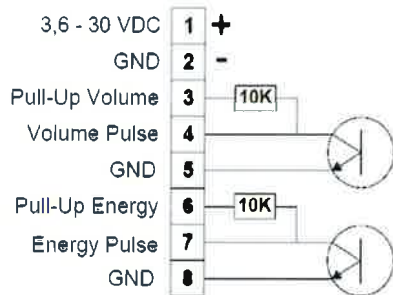 3,6 - 30 VDC 1 +
GND 2 -
Pull-Up Volume 3 10K
Volume Pulse 4
GND 5
Pull-Up Energy 6 10K
Energy Pulse 7
GND 8